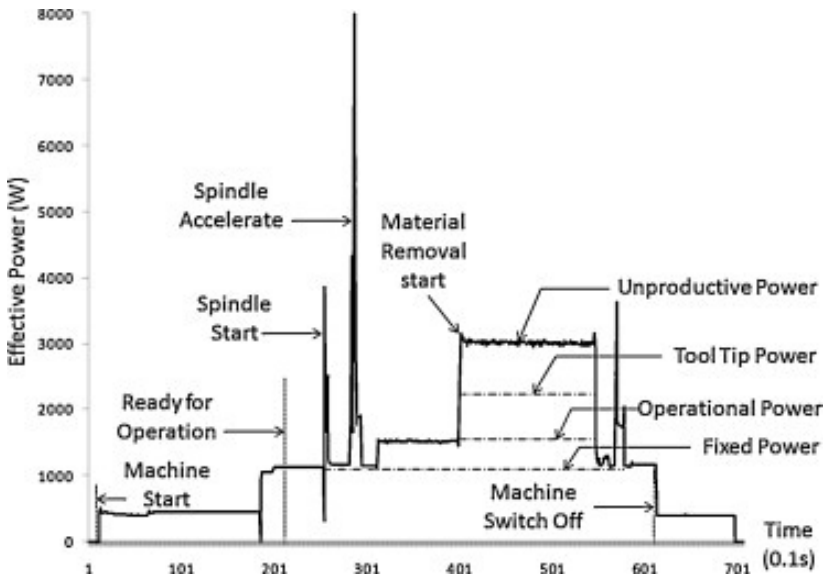 8000
7000
6000
5000
4000
3000
2000
1000
0
Effective Power (W)
Spindle
Accelerate
Material
Removal
start
Unproductive Power
Spindle
Start
Tool Tip Power
Ready for
Operation
Operational Power
Fixed Power
Machine
Start
Machine
Switch Off
Time
(0.1s)
1 101 201 301 401 501 601 701